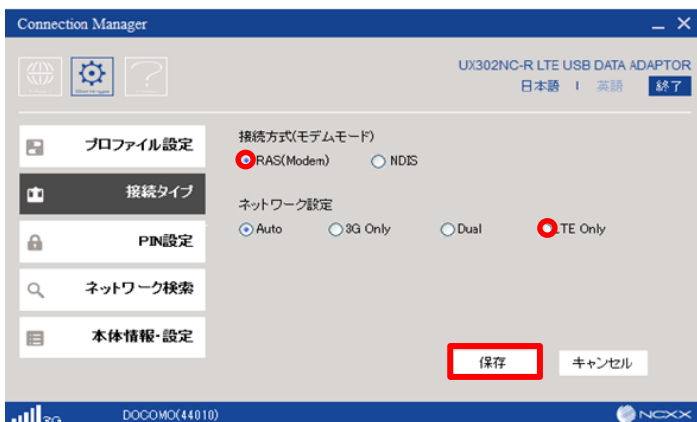 Connection Manager
UX302NC-R LTE USB DATA ADAPTOR
日本語 | 英語 終了
プロファイル設定
接続タイプ
PIN設定
ネットワーク検索
本体情報・設定
接続方式(モデムモード)
RAS(Modem) NDIS
ネットワーク設定
Auto 3G Only Dual LTE Only
保存 キャンセル
3G DOCOMO(44010) NCXX